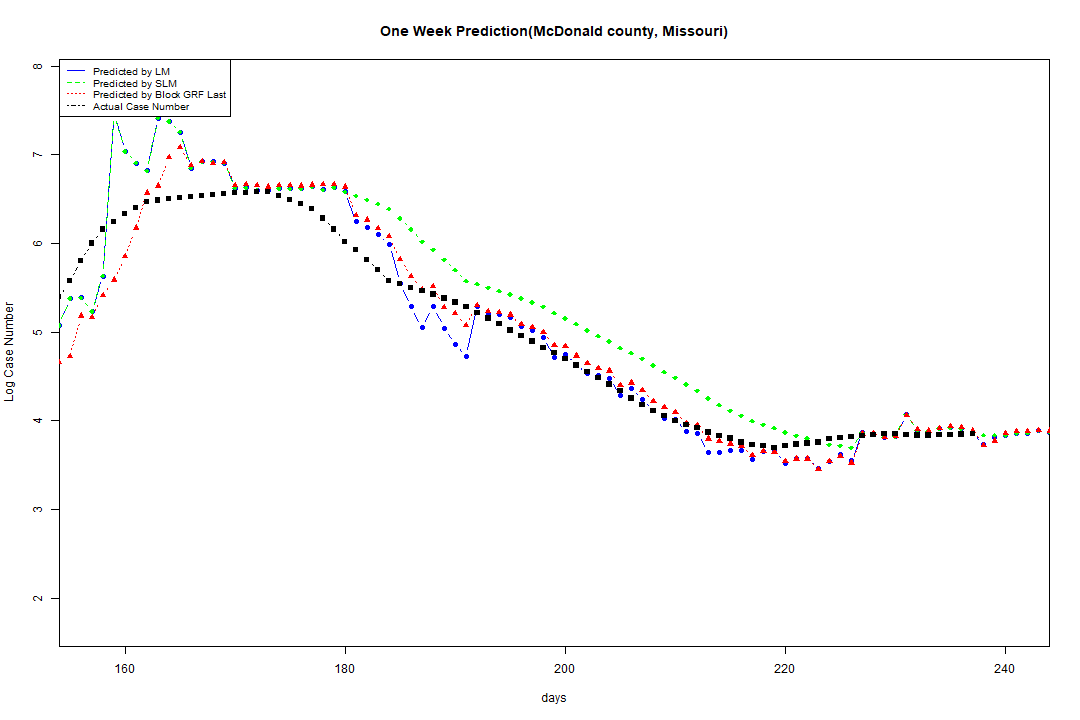 One Week Prediction(McDonald county, Missouri)
8
Predicted by LM
Predicted by SLM
Predicted by Block GRF Last
Actual Case Number
7
6
5
4
3
2
Log Case Number
160 180 200 220 240
days